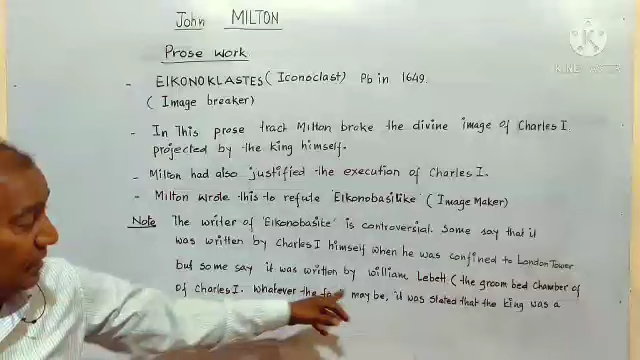 John MILTON
Prose work
- EIKONOKLASTES (Iconoclast) Pb in 1649.
(Image breaker)
- In this prose tract Milton broke the divine image of Charles I
projected by the king himself.
- Milton had also justified the execution of Charles I.
- Milton wrote this to refute 'Eikonobasilike' (Image Maker)
Note The writer of 'Eikonobasite' is controversial. Some say that it
was written by Charles I himself when he was confined to London Tower
but some say it was written by William Lebett (the groom bed chamber of
of Charles I. Whatever the may be, it was stated that the king was a
KINEMASTER